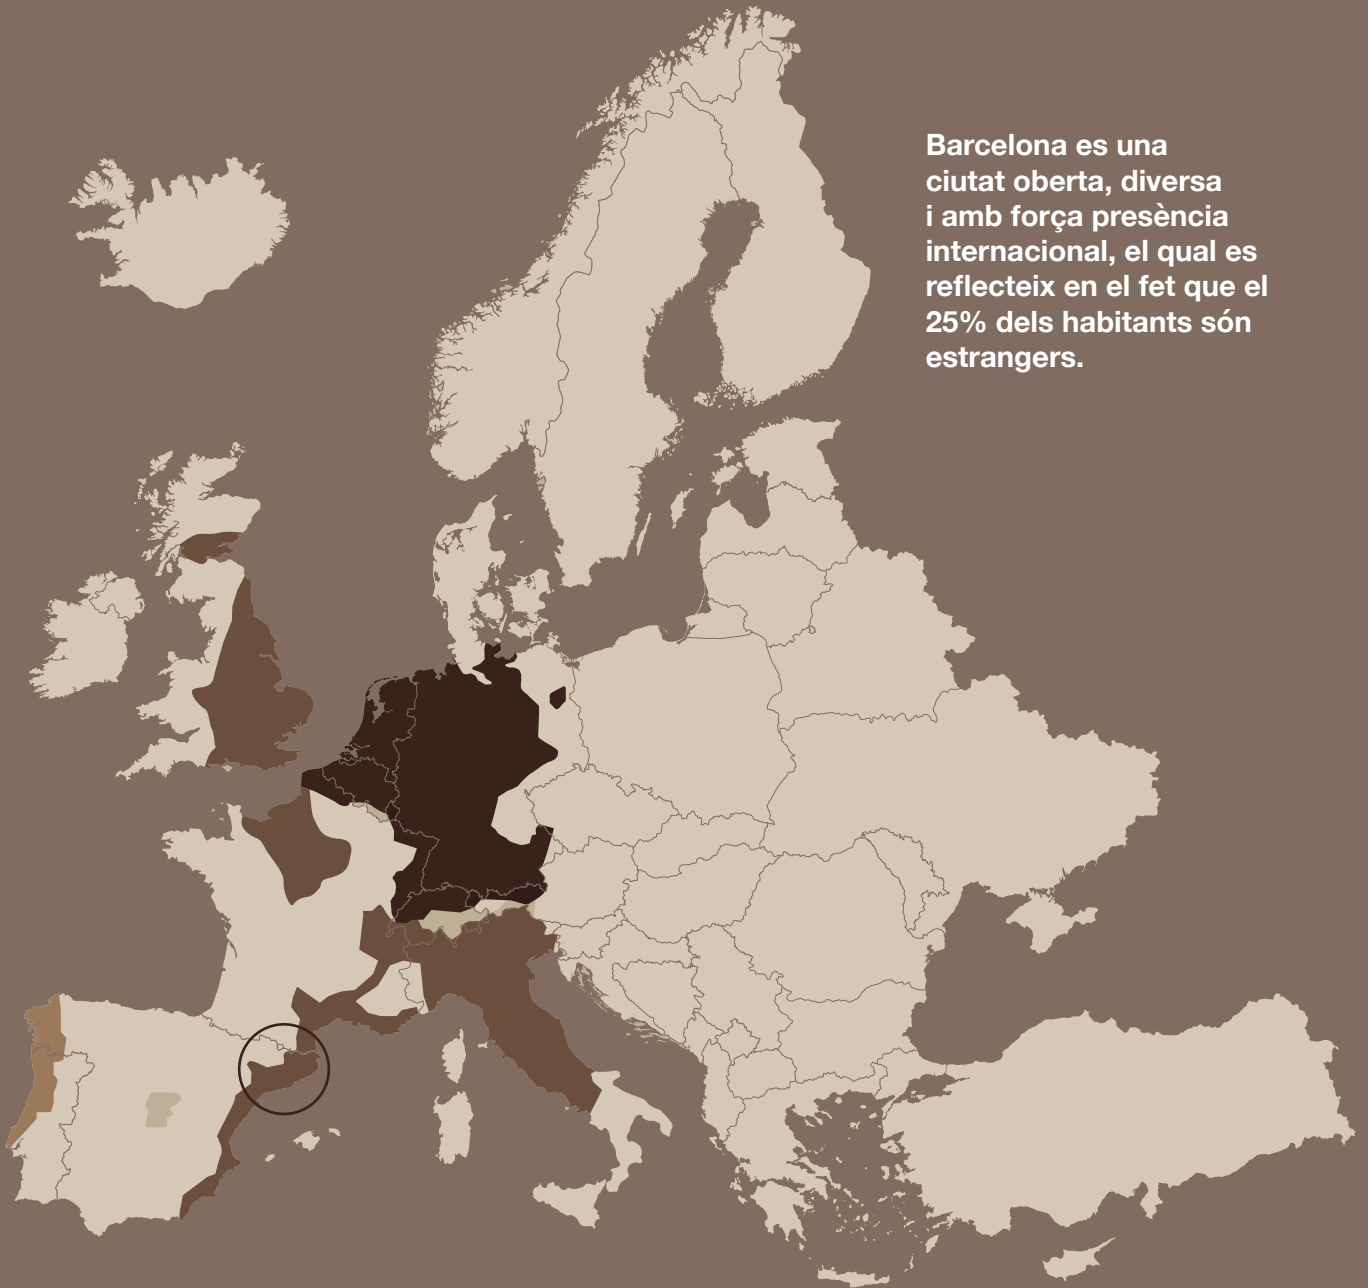 Barcelona es una
ciutat oberta, diversa
i amb força presència
internacional, el qual es
reflecteix en el fet que el
25% dels habitants són
estrangers.